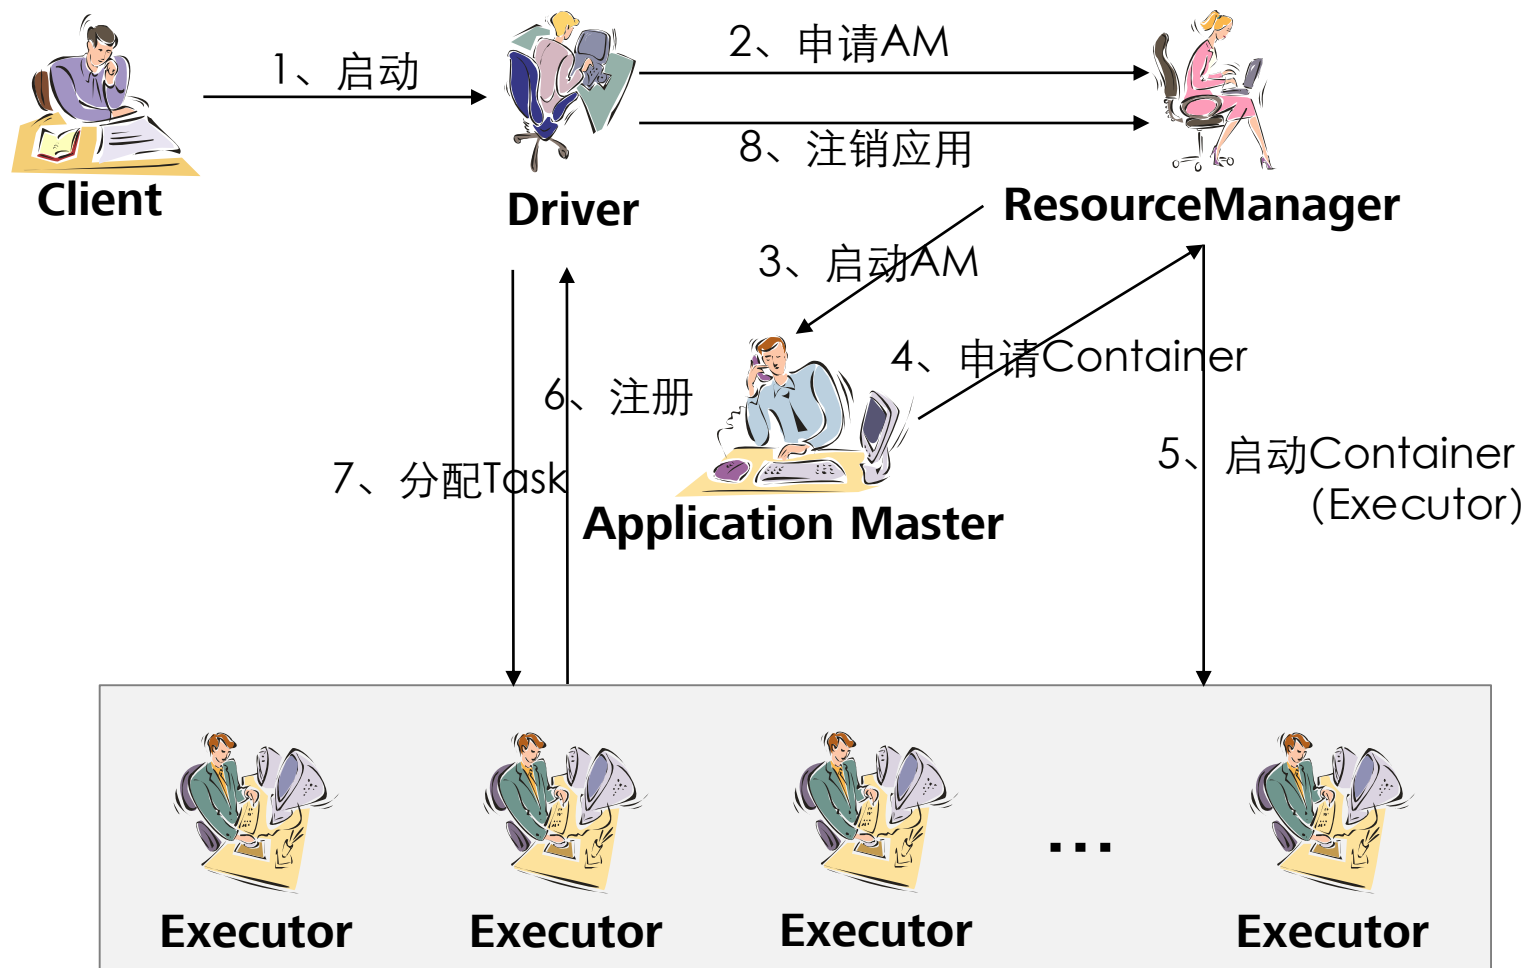 1、启动
2、申请AM
8、注销应用
Client
Driver
ResourceManager
3、启动AM
4、申请Container
6、注册
5、启动Container
(Executor)
7、分配Task
Application Master
...
Executor
Executor
Executor
Executor